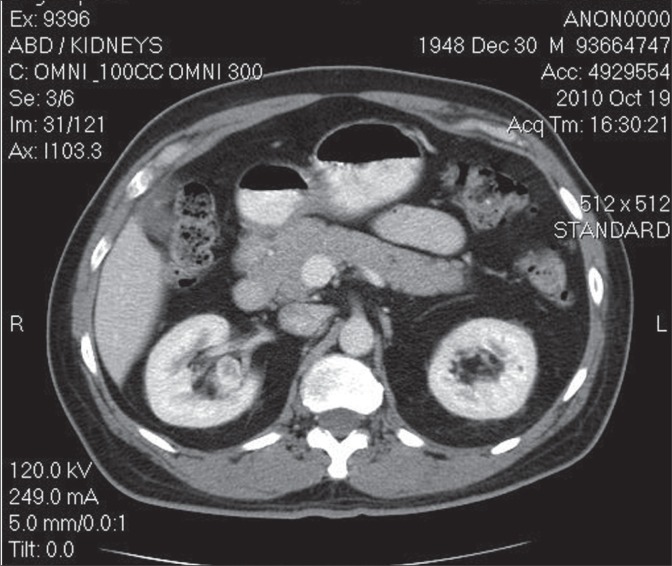 Ex: 9396
ANON0000
ABD / KIDNEYS
1948 Dec 30 M 93664747
C: OMNI_100CC OMNI 300
Acc: 4929554
Se: 3/6
2010 Oct 19
Im: 31/121
Acq Tm: 16:30:21
Ax: I103.3
512 x 512
STANDARD
R
L
120.0 kV
249.0 mA
5.0 mm/0.0:1
Tilt: 0.0